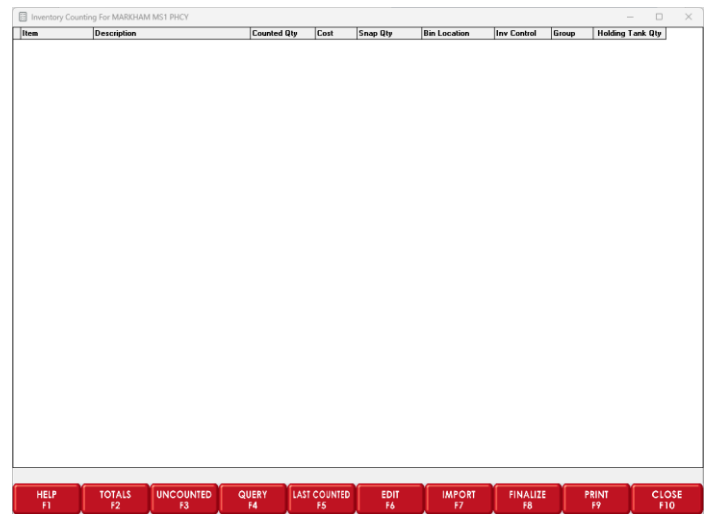 Inventory Counting For MARKHAM MS1 PHCY
Item Description Counted Qty Cost Snap Qty Bin Location Inv Control Group Holding Tank Qty
HELP TOTALS UNCOUNTED QUERY LAST COUNTED EDIT IMPORT FINALIZE PRINT CLOSE
F1 F2 F3 F4 F5 F6 F7 F8 F9 F10